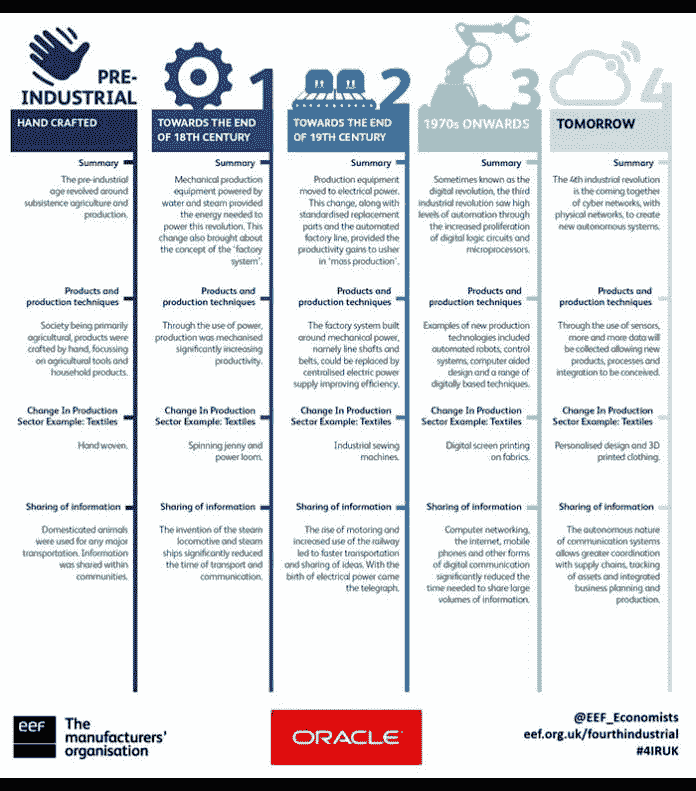 PRE-
INDUSTRIAL
HAND CRAFTED
Summary
The pre-industrial
age revolved around
subsistence agriculture and
production.
Products and
production techniques
Society being primarily
agricultural, products were
crafted by hand, focussing
on agricultural tools and
household products.
Change In Production
Sector Example: Textiles
Hand woven.
Sharing of information
Domesticated animals
were used for any major
transportation. Information
was shared within
communities.
1
TOWARDS THE END
OF 18TH CENTURY
Summary
Mechanical production
equipment powered by
water and steam provided
the energy needed to
power this revolution. This
change also brought about
the concept of the 'factory
system'.
Products and
production techniques
Through the use of power,
production was mechanised
significantly increasing
productivity.
Change In Production
Sector Example: Textiles
Spinning jenny and
power loom.
Sharing of information
The invention of the steam
locomotive and steam
ships significantly reduced
the time of transport and
communication.
2
TOWARDS THE END
OF 19TH CENTURY
Summary
Production equipment
moved to electrical power.
This change, along with
standardised replacement
parts and the automated
factory line, provided the
productivity gains to usher
in 'mass production'.
Products and
production techniques
The factory system built
around mechanical power,
namely line shafts and
belts, could be replaced by
centralised electric power
supply improving efficiency.
Change In Production
Sector Example: Textiles
Industrial sewing
machines.
Sharing of information
The rise of motoring and
increased use of the railway
led to faster transportation
and sharing of ideas. With the
birth of electrical power came
the telegraph.
3
1970s ONWARDS
Summary
Sometimes known as the
digital revolution, the third
industrial revolution saw high
levels of automation through
the increased proliferation
of digital logic circuits and
microprocessors.
Products and
production techniques
Examples of new production
technologies included
automated robots, control
systems, computer aided
design and a range of
digitally based techniques.
Change In Production
Sector Example: Textiles
Digital screen printing
on fabrics.
Sharing of information
Computer networking,
the internet, mobile
phones and other forms
of digital communication
significantly reduced the
time needed to share large
volumes of information.
4
TOMORROW
Summary
The 4th industrial revolution
is the coming together
of cyber networks, with
physical networks, to create
new autonomous systems.
Products and
production techniques
Through the use of sensors,
more and more data will
be collected allowing new
products, processes and
integration to be conceived.
Change In Production
Sector Example: Textiles
Personalised design and 3D
printed clothing.
Sharing of information
The autonomous nature
of communication systems
allows greater coordination
with supply chains, tracking
of assets and integrated
business planning and
production.
eef
The
manufacturers'
organisation
ORACLE
@EEF_Economists
eef.org.uk/fourthindustrial
#4IRUK